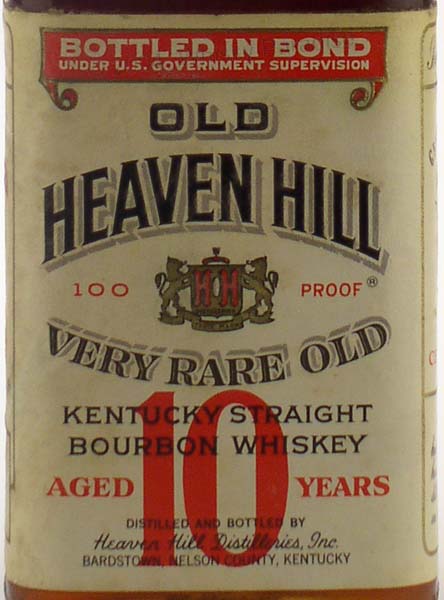 BOTTLED IN BOND
UNDER U.S. GOVERNMENT SUPERVISION
OLD
HEAVEN HILL
100 PROOF®
H H
VERY RARE OLD
KENTUCKY STRAIGHT
BOURBON WHISKEY
AGED 10 YEARS
DISTILLED AND BOTTLED BY
Heaven Hill Distilleries, Inc.
BARDSTOWN, NELSON COUNTY, KENTUCKY